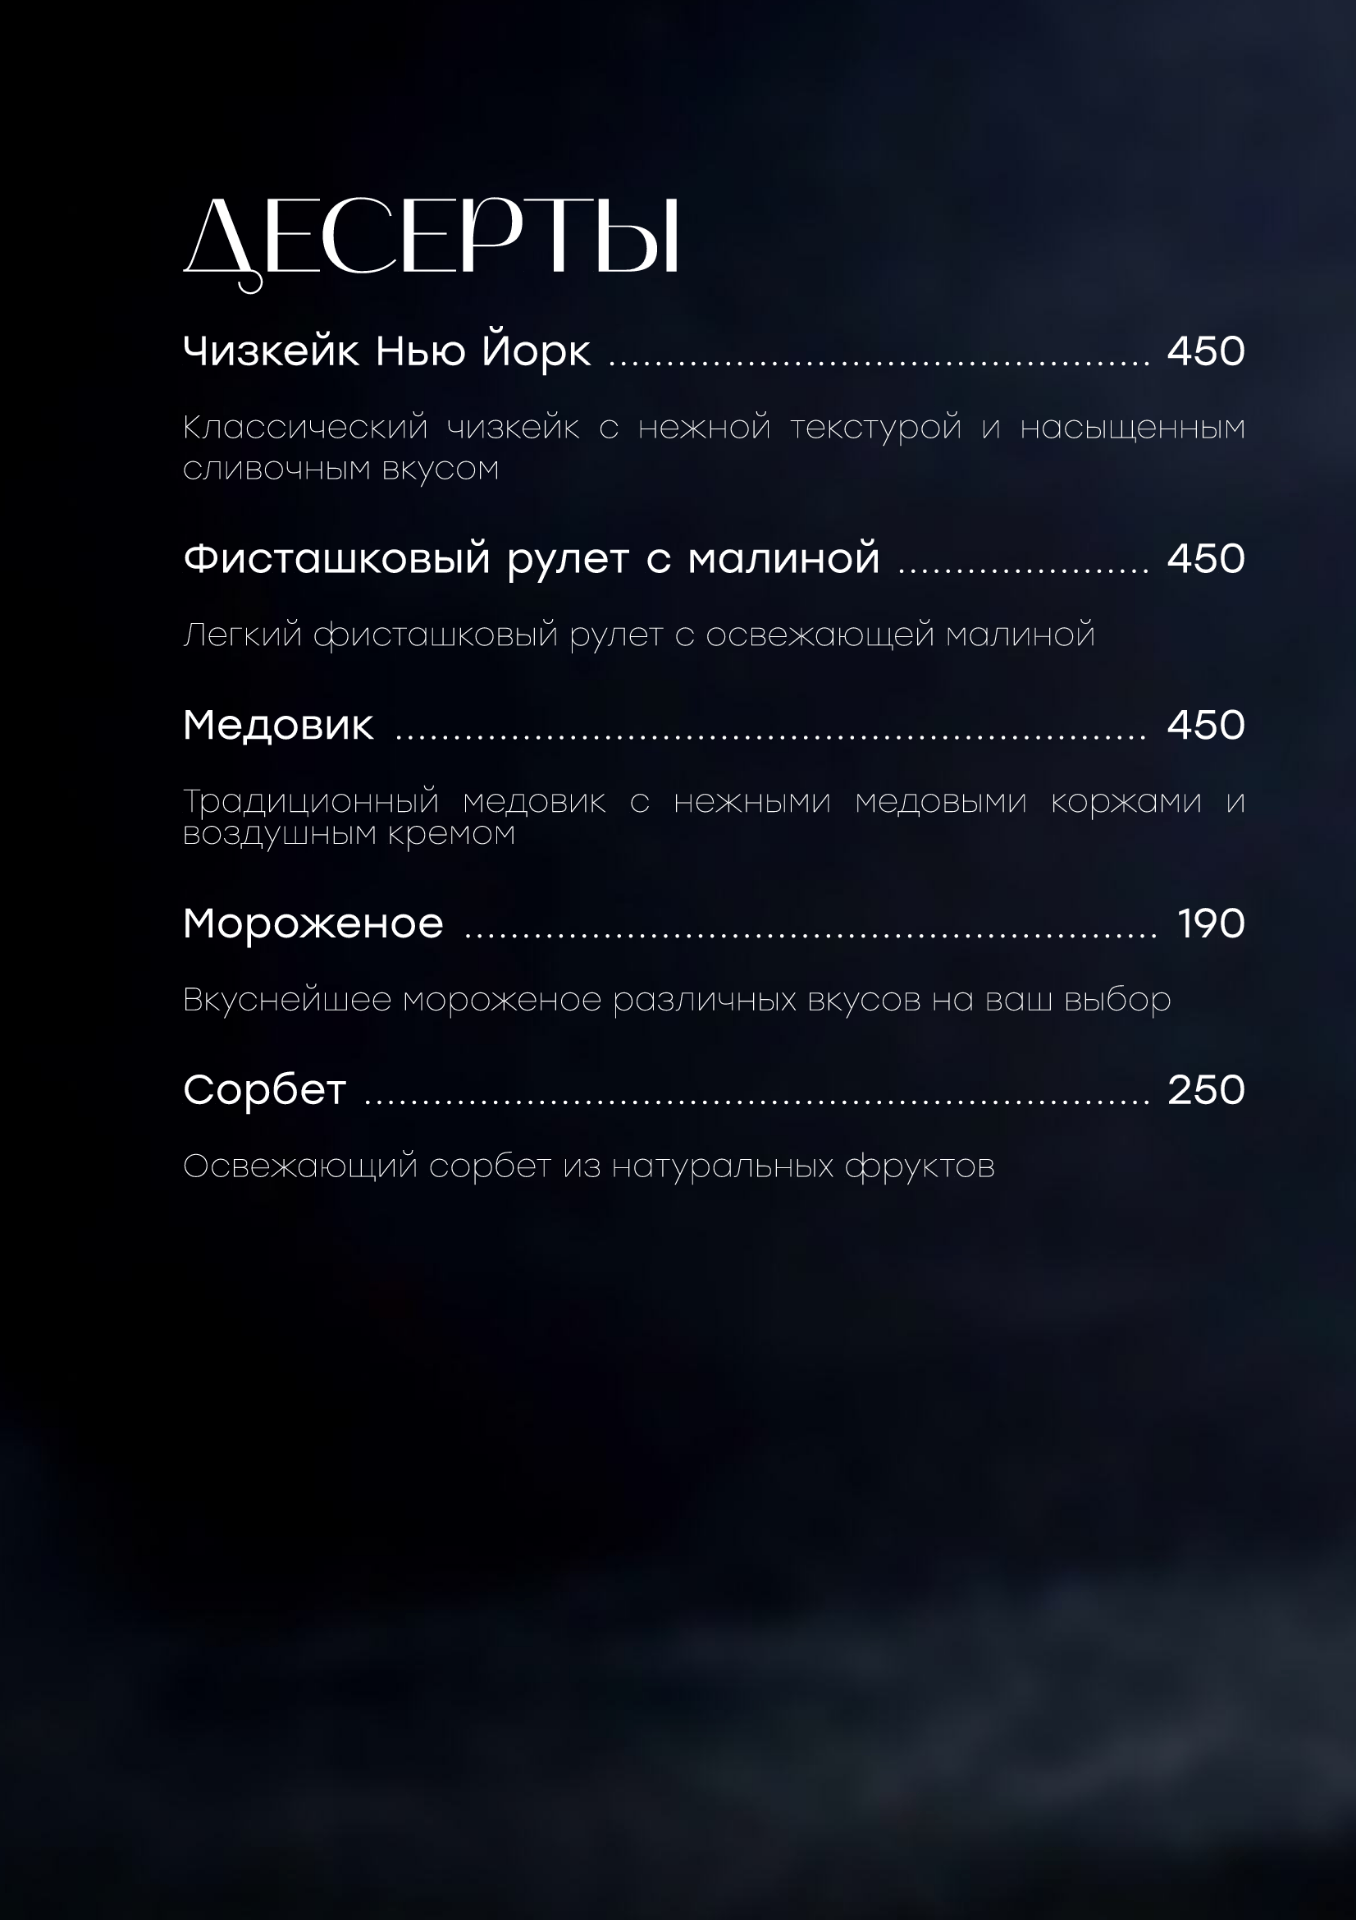 ДЕСЕРТЫ
Чизкейк Нью Йорк .............................................. 450
Классический чизкейк с нежной текстурой и насыщенным
сливочным вкусом
Фисташковый рулет с малиной ...................... 450
Легкий фисташковый рулет с освежающей малиной
Медовик ................................................................ 450
Традиционный медовик с нежными медовыми коржами и
воздушным кремом
Мороженое ........................................................... 190
Вкуснейшее мороженое различных вкусов на ваш выбор
Сорбет ................................................................... 250
Освежающий сорбет из натуральных фруктов